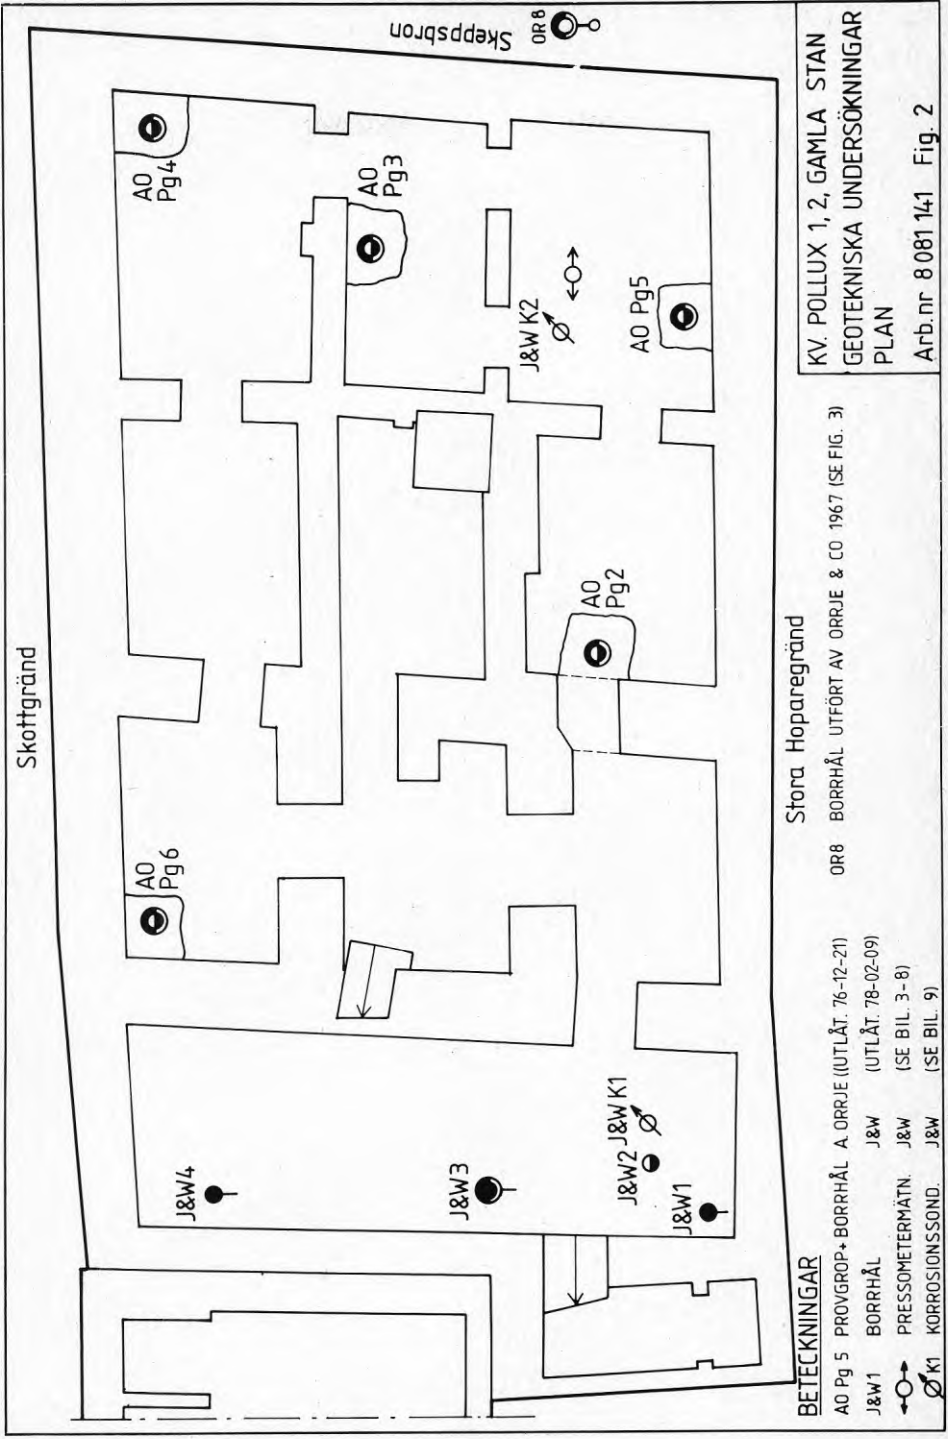 Skottgränd
Skeppsbron
OR 8
AO
Pg4
AO
Pg3
AO Pg5
J&W K2
AO
Pg2
AO
Pg6
J&W4
J&W3
J&W2
J&W K1
J&W1
Stora Hoparegränd
BETECKNINGAR
AO Pg 5 PROVGROP+BORRHÅL A. ORRJE (UTLÅT. 76-12-21)
J&W1 BORRHÅL J&W (UTLÅT. 78-02-09)
PRESSOMETERMÄTN. J&W (SE BIL. 3-8)
K1 KORROSIONSSOND. J&W (SE BIL. 9)
OR8 BORRHÅL UTFÖRT AV ORRJE & CO 1967 (SE FIG. 3)
KV. POLLUX 1, 2, GAMLA STAN
GEOTEKNISKA UNDERSÖKNINGAR
PLAN
Arb.nr 8 081 141 Fig. 2